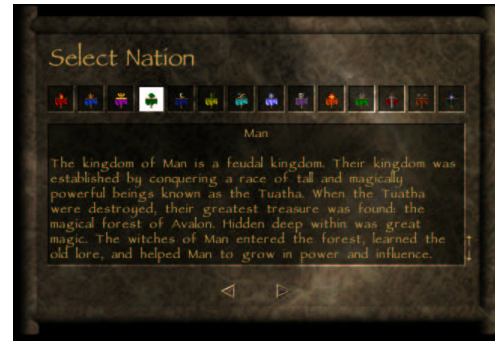 Select Nation
Man
The kingdom of Man is a feudal kingdom. Their kingdom was
established by conquering a race of tall and magically
powerful beings known as the Tuatha. When the Tuatha
were destroyed, their greatest treasure was found: the
magical forest of Avalon. Hidden deep within was great
magic. The witches of Man entered the forest, learned the
old lore, and helped Man to grow in power and influence.